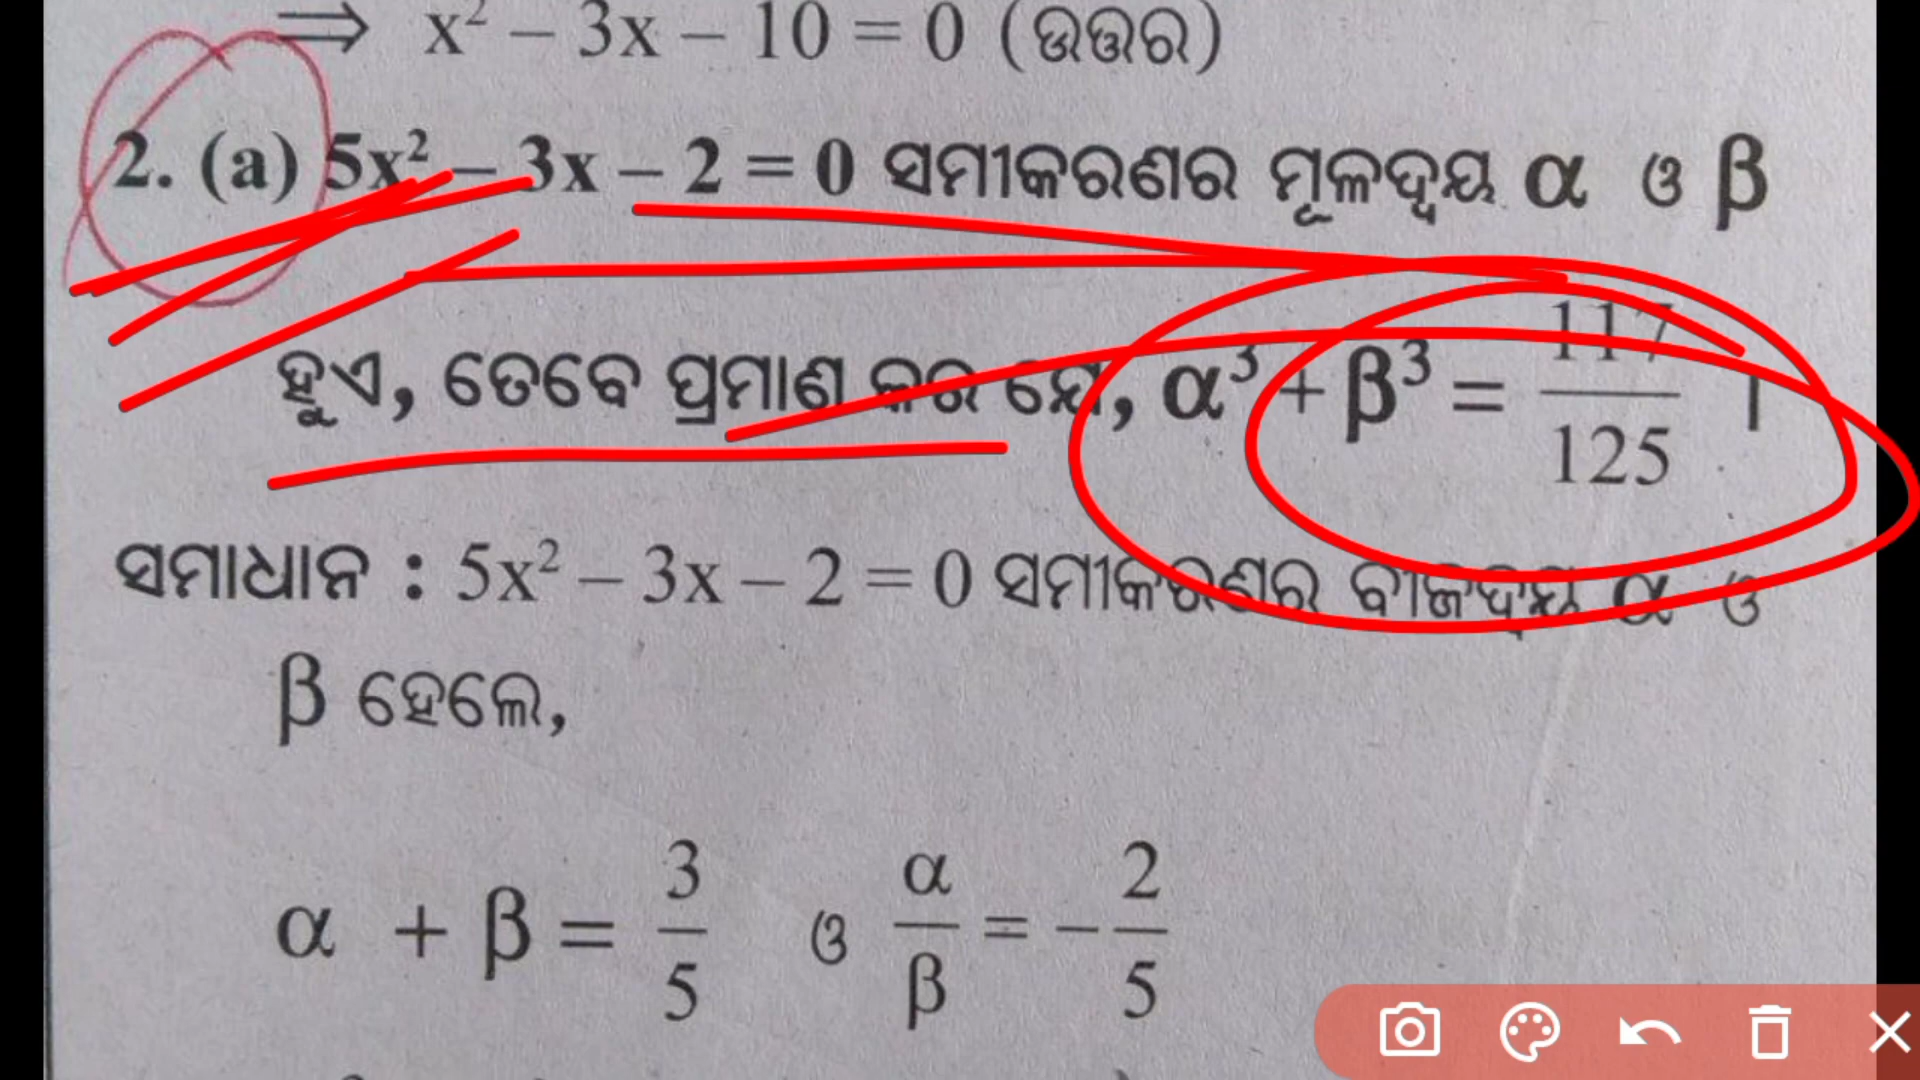 ⇒ x² – 3x – 10 = 0 (ଉତ୍ତର)
2. (a) 5x² – 3x – 2 = 0 ସମୀକରଣର ମୂଳଦ୍ୱୟ α ଓ β
ହୁଏ, ତେବେ ପ୍ରମାଣ କର ଯେ, α³ + β³ = 117/125 ।
ସମାଧାନ : 5x² – 3x – 2 = 0 ସମୀକରଣର ବୀଜଦ୍ୱୟ α ଓ
β ହେଲେ,
α + β = 3/5 ଓ α/β = – 2/5